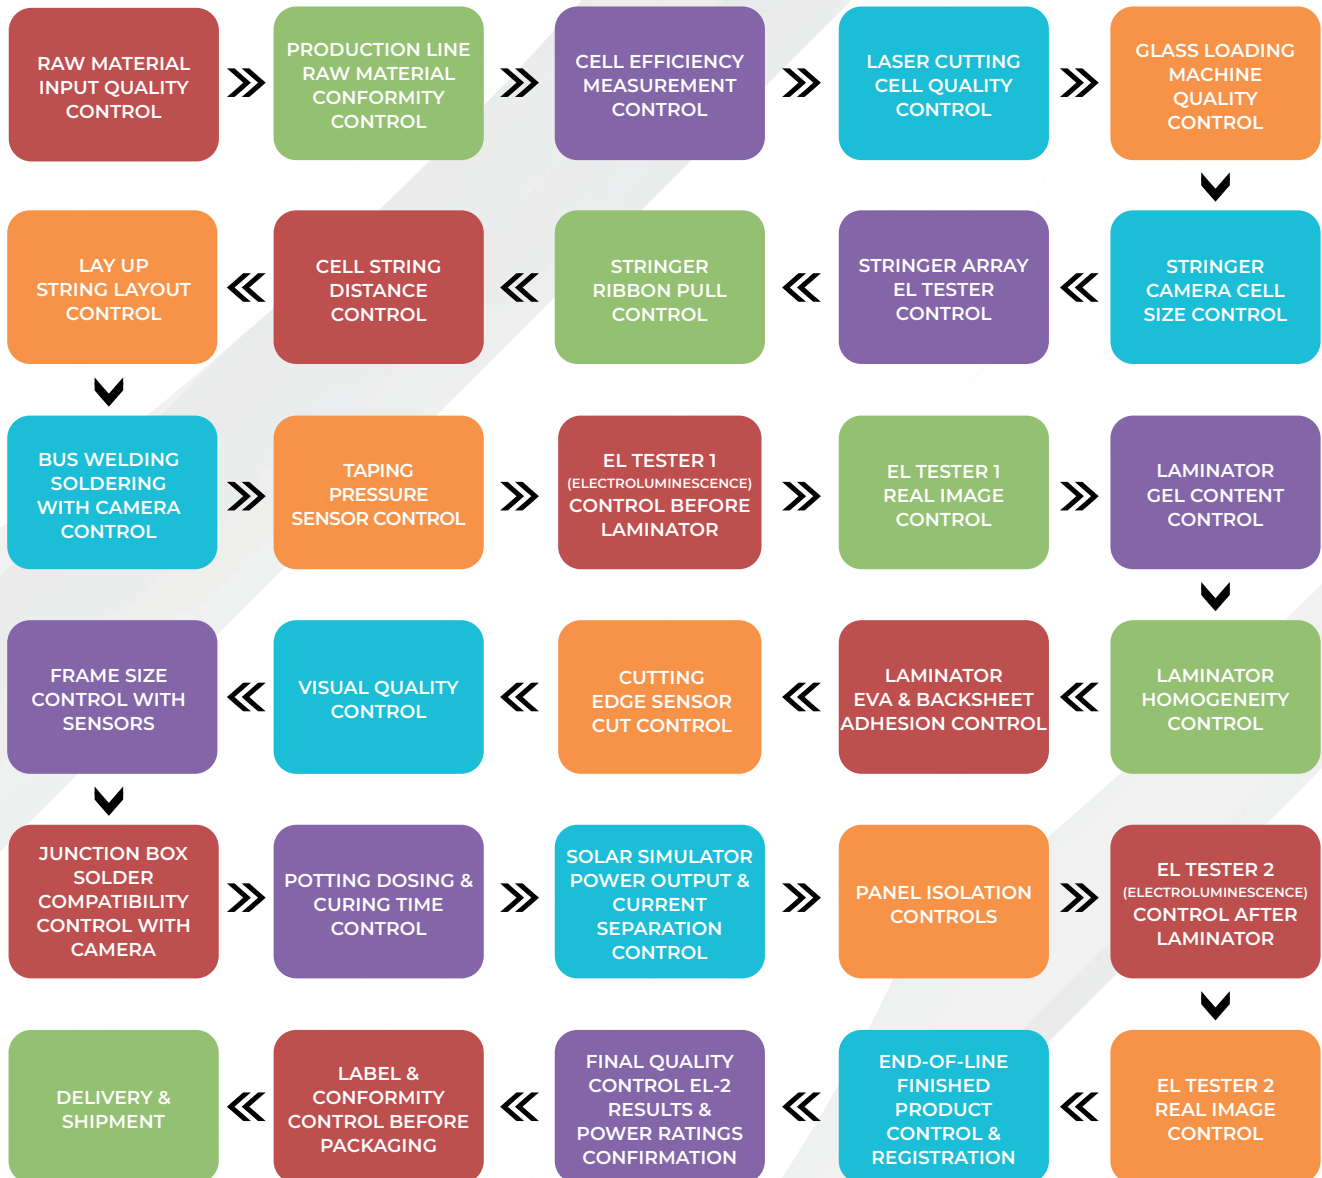 RAW MATERIAL
INPUT QUALITY
CONTROL
PRODUCTION LINE
RAW MATERIAL
CONFORMITY
CONTROL
CELL EFFICIENCY
MEASUREMENT
CONTROL
LASER CUTTING
CELL QUALITY
CONTROL
GLASS LOADING
MACHINE
QUALITY
CONTROL
STRINGER
CAMERA CELL
SIZE CONTROL
STRINGER ARRAY
EL TESTER
CONTROL
STRINGER
RIBBON PULL
CONTROL
CELL STRING
DISTANCE
CONTROL
LAY UP
STRING LAYOUT
CONTROL
BUS WELDING
SOLDERING
WITH CAMERA
CONTROL
TAPING
PRESSURE
SENSOR CONTROL
EL TESTER 1
(ELECTROLUMINESCENCE)
CONTROL BEFORE
LAMINATOR
EL TESTER 1
REAL IMAGE
CONTROL
LAMINATOR
GEL CONTENT
CONTROL
LAMINATOR
HOMOGENEITY
CONTROL
LAMINATOR
EVA & BACKSHEET
ADHESION CONTROL
CUTTING
EDGE SENSOR
CUT CONTROL
VISUAL QUALITY
CONTROL
FRAME SIZE
CONTROL WITH
SENSORS
JUNCTION BOX
SOLDER
COMPATIBILITY
CONTROL WITH
CAMERA
POTTING DOSING &
CURING TIME
CONTROL
SOLAR SIMULATOR
POWER OUTPUT &
CURRENT
SEPARATION
CONTROL
PANEL ISOLATION
CONTROLS
EL TESTER 2
(ELECTROLUMINESCENCE)
CONTROL AFTER
LAMINATOR
EL TESTER 2
REAL IMAGE
CONTROL
END-OF-LINE
FINISHED
PRODUCT
CONTROL &
REGISTRATION
FINAL QUALITY
CONTROL EL-2
RESULTS &
POWER RATINGS
CONFIRMATION
LABEL &
CONFORMITY
CONTROL BEFORE
PACKAGING
DELIVERY &
SHIPMENT